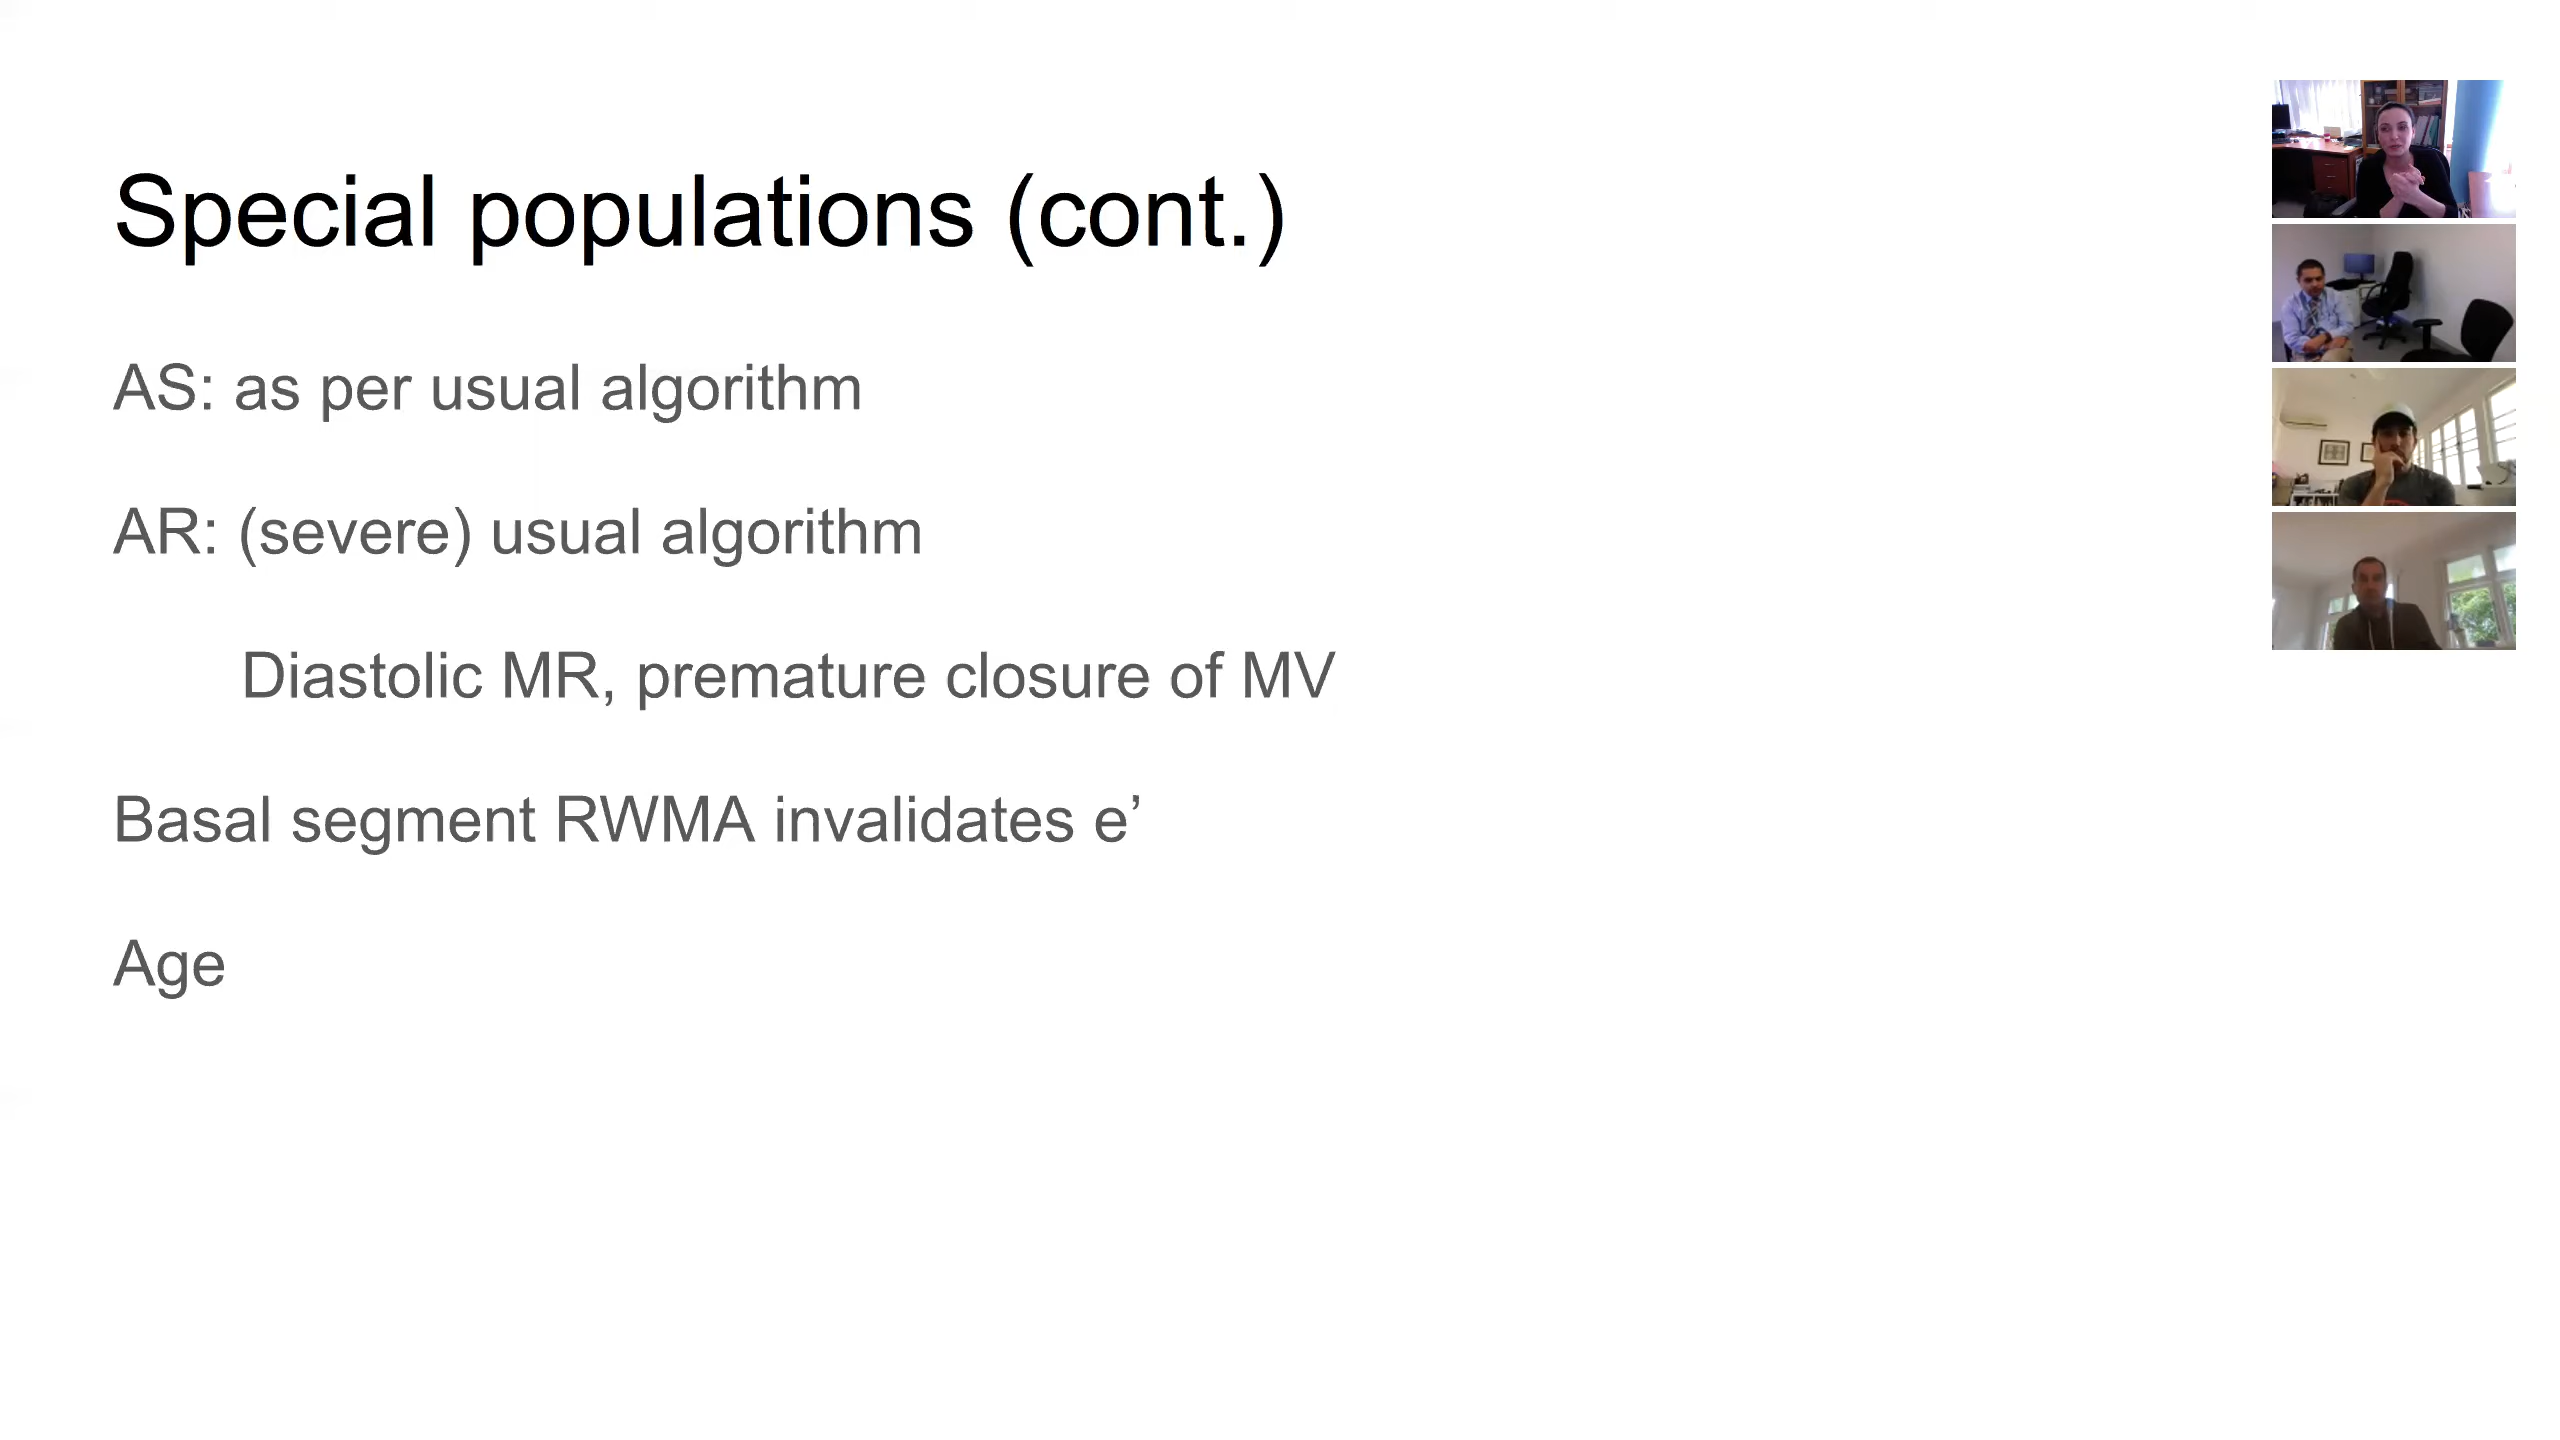 Special populations (cont.)
AS: as per usual algorithm
AR: (severe) usual algorithm
Diastolic MR, premature closure of MV
Basal segment RWMA invalidates e’
Age